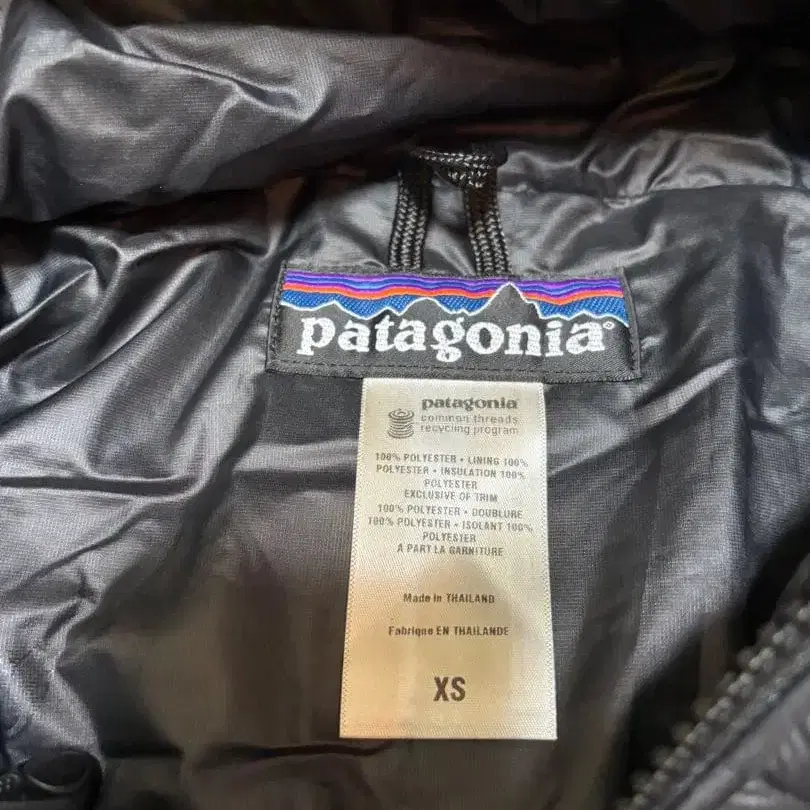 patagonia®
patagonia
common threads
recycling program
100% POLYESTER • LINING 100%
POLYESTER • INSULATION 100%
POLYESTER
EXCLUSIVE OF TRIM
100% POLYESTER • DOUBLURE
100% POLYESTER • ISOLANT 100%
POLYESTER
A PART LA GARNITURE
Made in THAILAND
Fabrique EN THAILANDE
XS